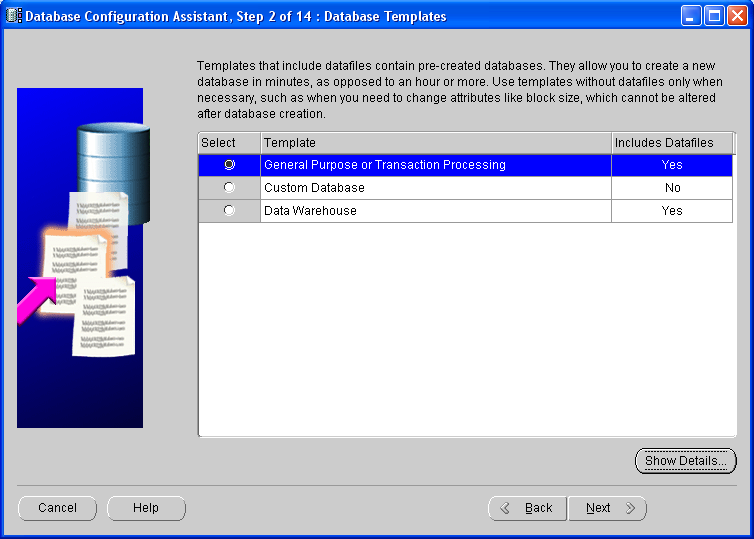 Database Configuration Assistant, Step 2 of 14 : Database Templates
Templates that include datafiles contain pre-created databases. They allow you to create a new
database in minutes, as opposed to an hour or more. Use templates without datafiles only when
necessary, such as when you need to change attributes like block size, which cannot be altered
after database creation.
Select Template Includes Datafiles
General Purpose or Transaction Processing Yes
Custom Database No
Data Warehouse Yes
Show Details...
Cancel Help Back Next